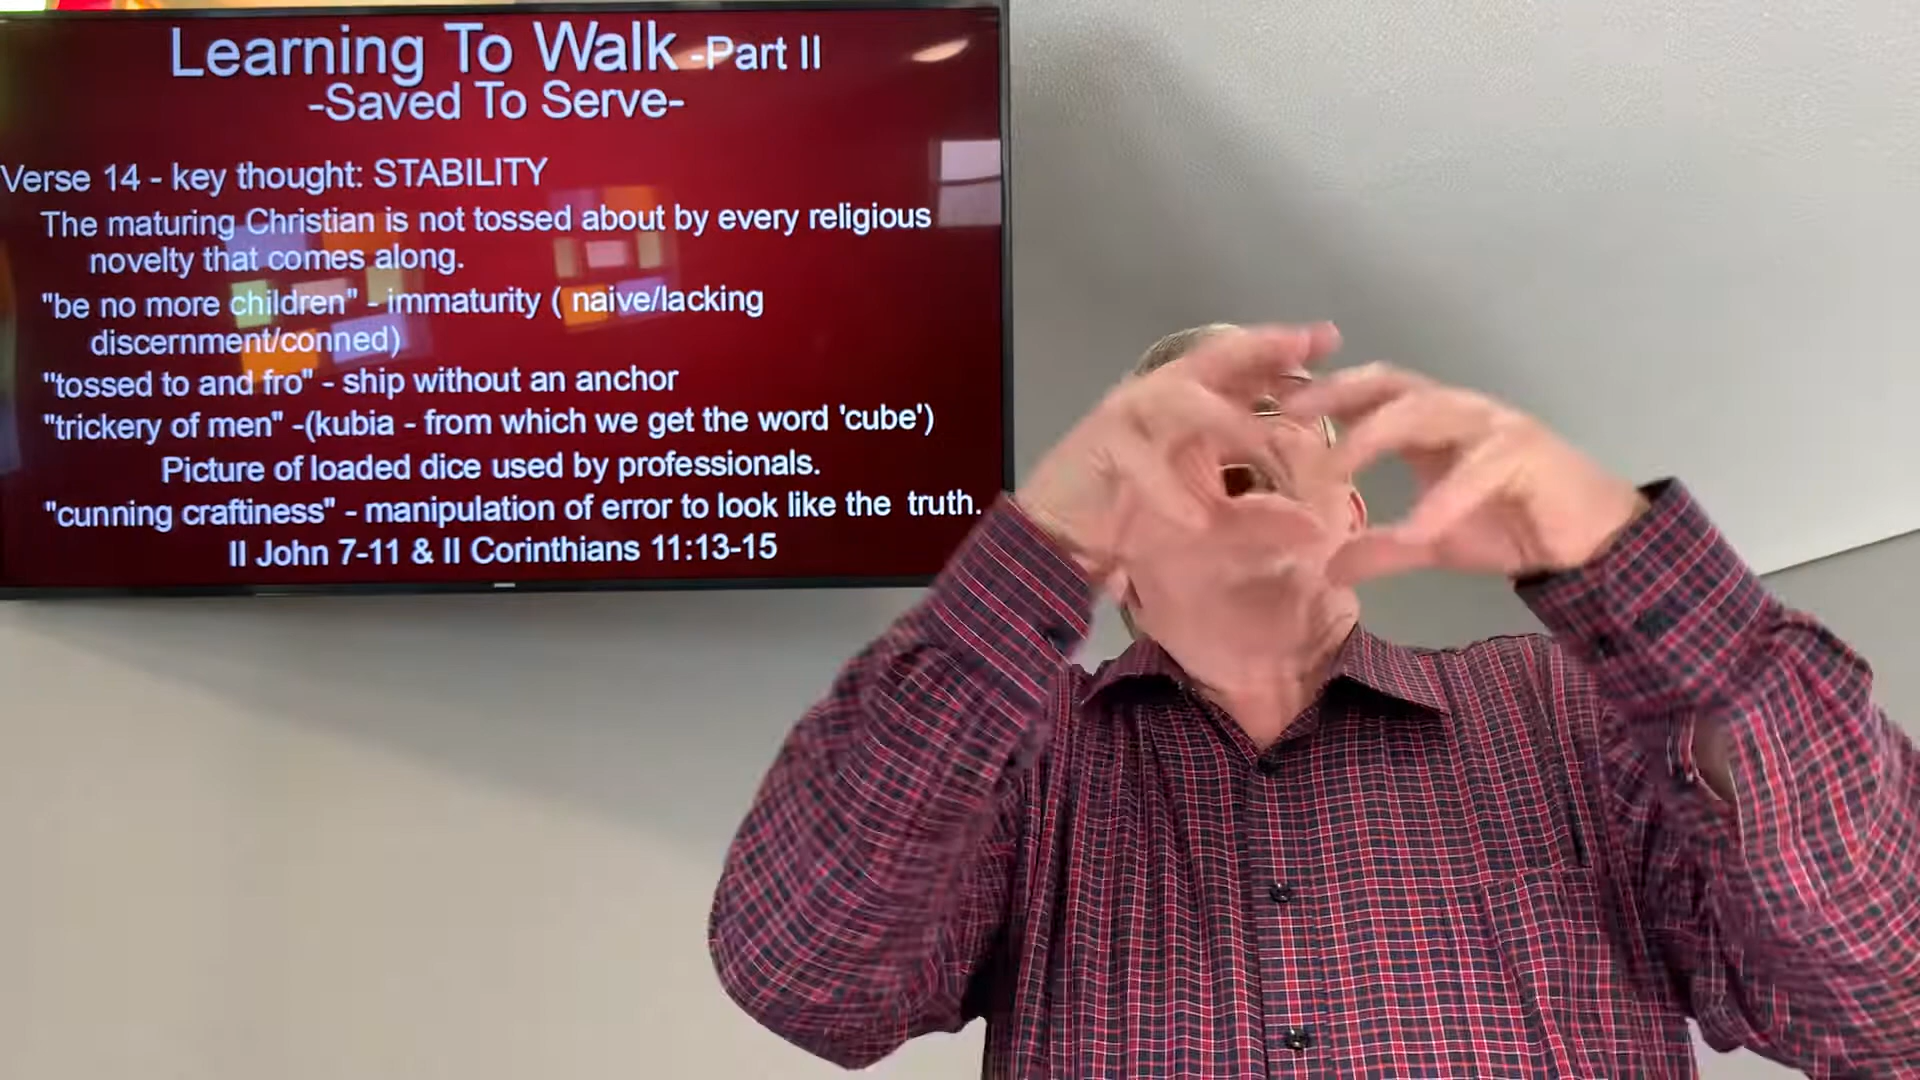 Learning To Walk -Part II
-Saved To Serve-
Verse 14 - key thought: STABILITY
The maturing Christian is not tossed about by every religious
novelty that comes along.
"be no more children" - immaturity ( naive/lacking
discernment/conned)
"tossed to and fro" - ship without an anchor
"trickery of men" -(kubia - from which we get the word 'cube')
Picture of loaded dice used by professionals.
"cunning craftiness" - manipulation of error to look like the truth.
II John 7-11 & II Corinthians 11:13-15